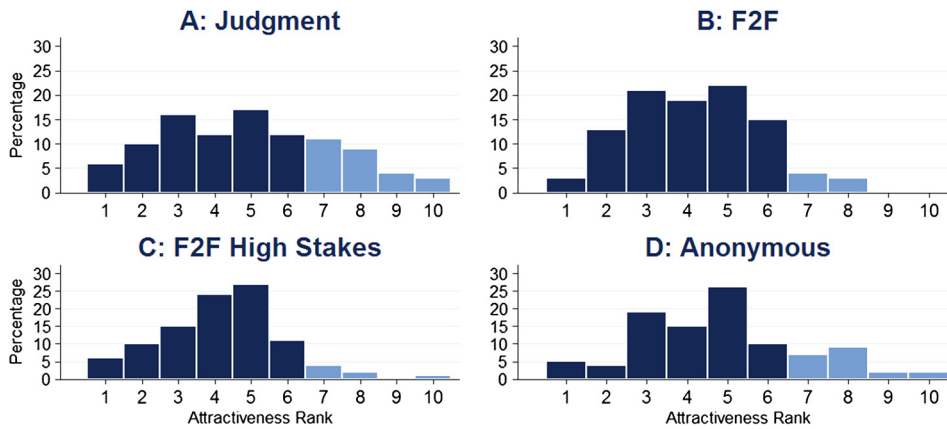 A: Judgment
Percentage
30
25
20
15
10
5
0
1 2 3 4 5 6 7 8 9 10
B: F2F
30
25
20
15
10
5
0
1 2 3 4 5 6 7 8 9 10
C: F2F High Stakes
Percentage
30
25
20
15
10
5
0
1 2 3 4 5 6 7 8 9 10
Attractiveness Rank
D: Anonymous
30
25
20
15
10
5
0
1 2 3 4 5 6 7 8 9 10
Attractiveness Rank